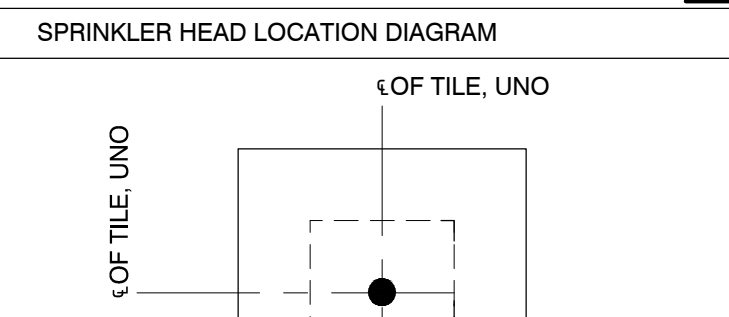 SPRINKLER HEAD LOCATION DIAGRAM
℄ OF TILE, UNO
℄ OF TILE, UNO